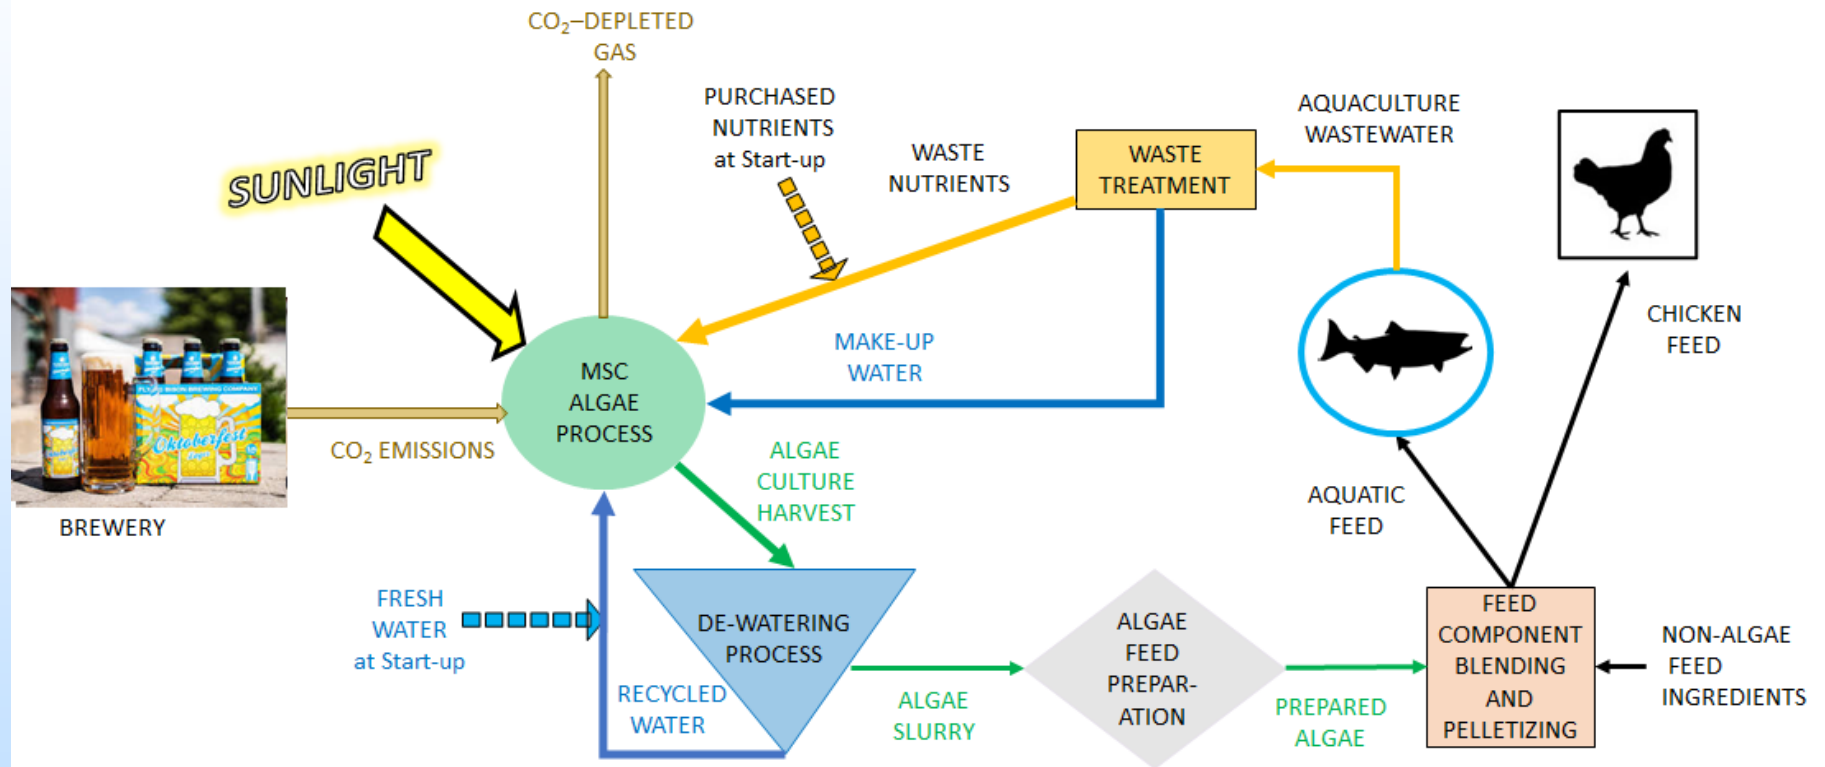 CO₂–DEPLETED
GAS
PURCHASED
NUTRIENTS
at Start-up
WASTE
NUTRIENTS
WASTE
TREATMENT
AQUACULTURE
WASTEWATER
SUNLIGHT
CHICKEN
FEED
MAKE-UP
WATER
MSC
ALGAE
PROCESS
CO₂ EMISSIONS
Oktoberfest
BREWERY
ALGAE
CULTURE
HARVEST
AQUATIC
FEED
FRESH
WATER
at Start-up
DE-WATERING
PROCESS
RECYCLED
WATER
ALGAE
SLURRY
ALGAE
FEED
PREPAR-
ATION
PREPARED
ALGAE
FEED
COMPONENT
BLENDING
AND
PELLETIZING
NON-ALGAE
FEED
INGREDIENTS